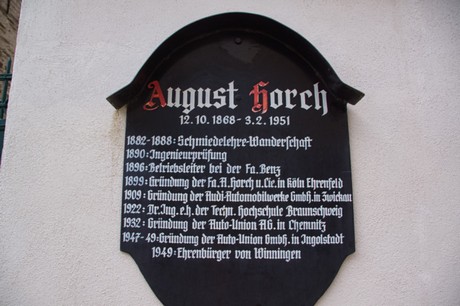 August Horch
12.10.1868-3.2.1951
1882-1888: Schmiedelehre-Wanderschaft
1890: Ingenieurprüfung
1896: Betriebsleiter bei der Fa. Benz
1899: Gründung der Fa. A. Horch u. Cie. in Köln Ehrenfeld
1909: Gründung der Audi-Automobilwerke GmbH. in Zwickau
1922: Dr. Ing. e.h. der Techn. Hochschule Braunschweig
1932: Gründung der Auto-Union AG. in Chemnitz
1947-49: Gründung der Auto-Union GmbH. in Ingolstadt
1949: Ehrenbürger von Winningen